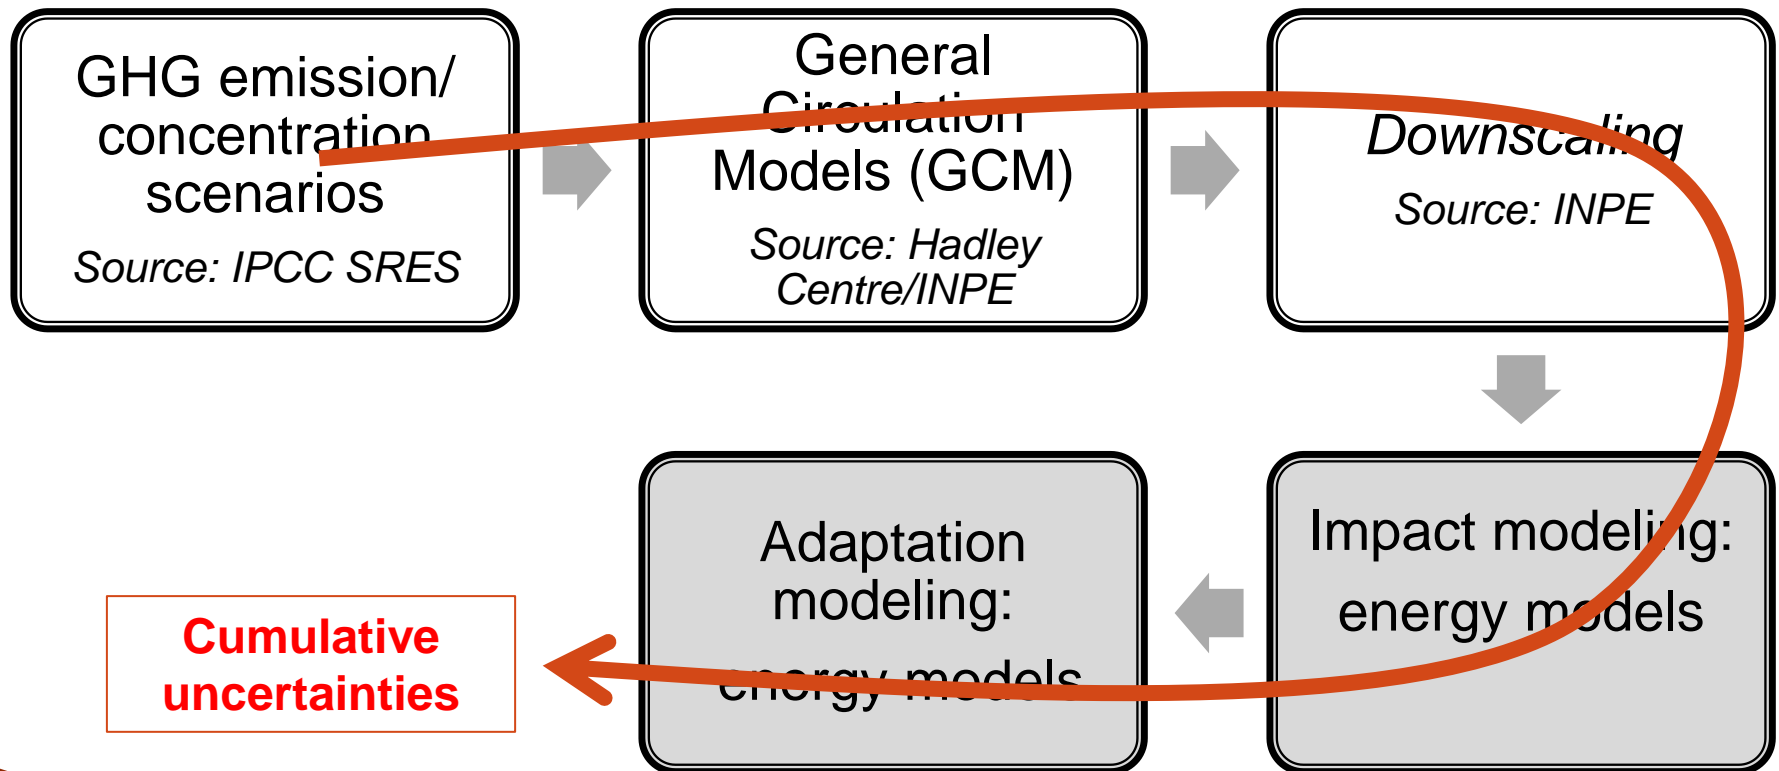 GHG emission/
concentration
scenarios
Source: IPCC SRES
General
Circulation
Models (GCM)
Source: Hadley
Centre/INPE
Downscaling
Source: INPE
Impact modeling:
energy models
Adaptation
modeling:
energy models
Cumulative
uncertainties